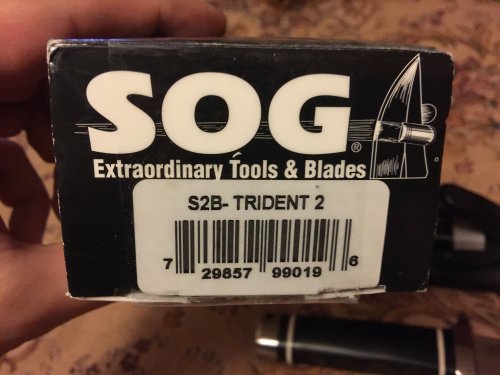 SOG®
Extraordinary Tools & Blades
S2B- TRIDENT 2
7 29857 99019 6